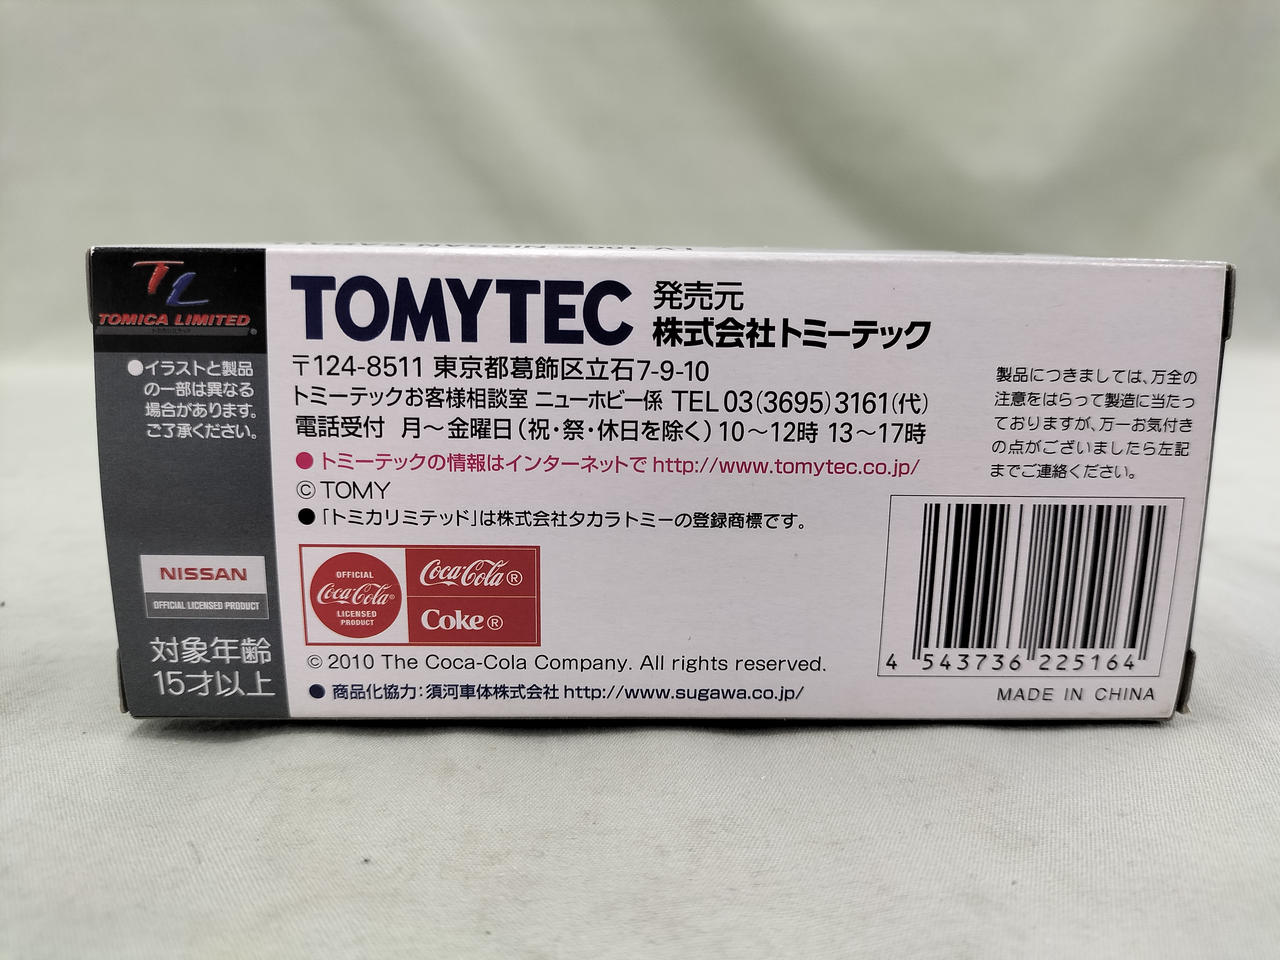 TL
TOMICA LIMITED
●イラストと製品
の一部は異なる
場合があります。
ご了承ください。
NISSAN
OFFICIAL LICENSED PRODUCT
対象年齢
15才以上
TOMYTEC
発売元
株式会社トミーテック
〒124-8511 東京都葛飾区立石7-9-10
トミーテックお客様相談室 ニューホビー係 TEL 03(3695)3161(代)
電話受付 月〜金曜日(祝・祭・休日を除く)10〜12時 13〜17時
●トミーテックの情報はインターネットで http://www.tomytec.co.jp/
© TOMY
●「トミカリミテッド」は株式会社タカラトミーの登録商標です。
OFFICIAL
Coca-Cola®
LICENSED
PRODUCT
Coca-Cola®
Coke®
© 2010 The Coca-Cola Company. All rights reserved.
●商品化協力:須河車体株式会社 http://www.sugawa.co.jp/
製品につきましては、万全の
注意をはらって製造に当たっ
ておりますが、万一お気付き
の点がございましたら左記
までご連絡ください。
4 543736 225164
MADE IN CHINA